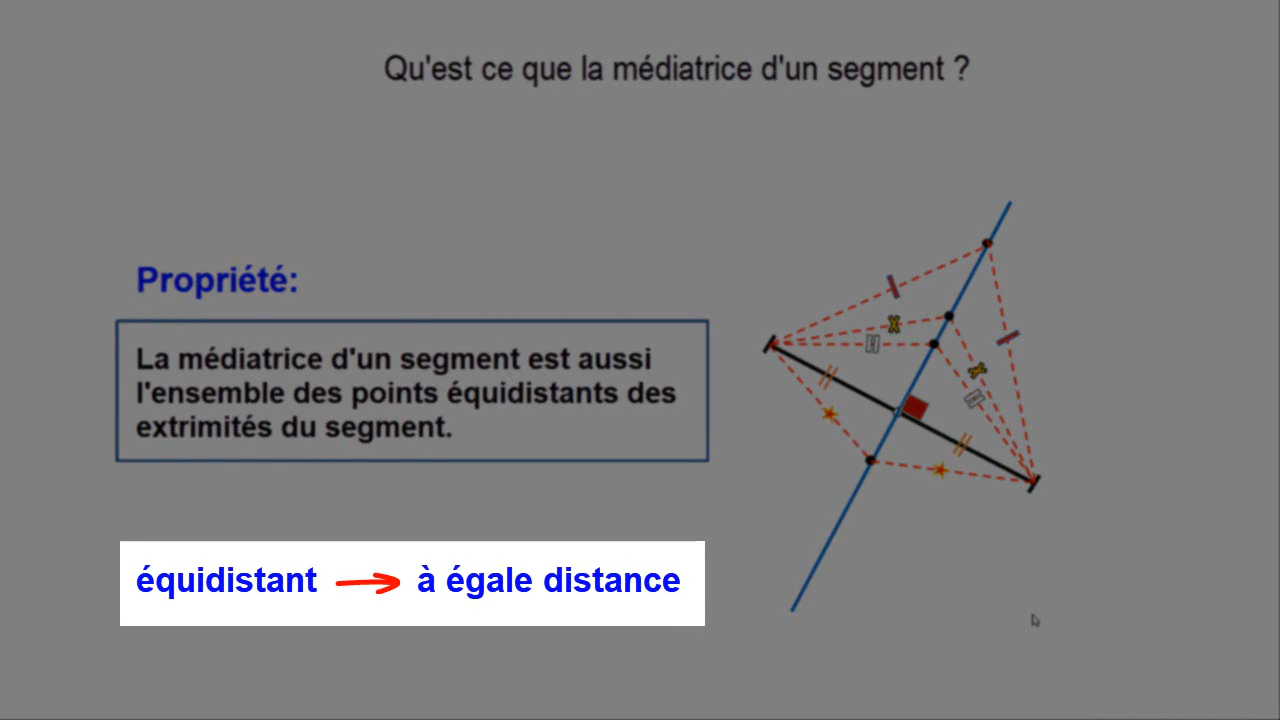 Qu'est ce que la médiatrice d'un segment ?
Propriété:
La médiatrice d'un segment est aussi
l'ensemble des points équidistants des
extrimités du segment.
équidistant → à égale distance